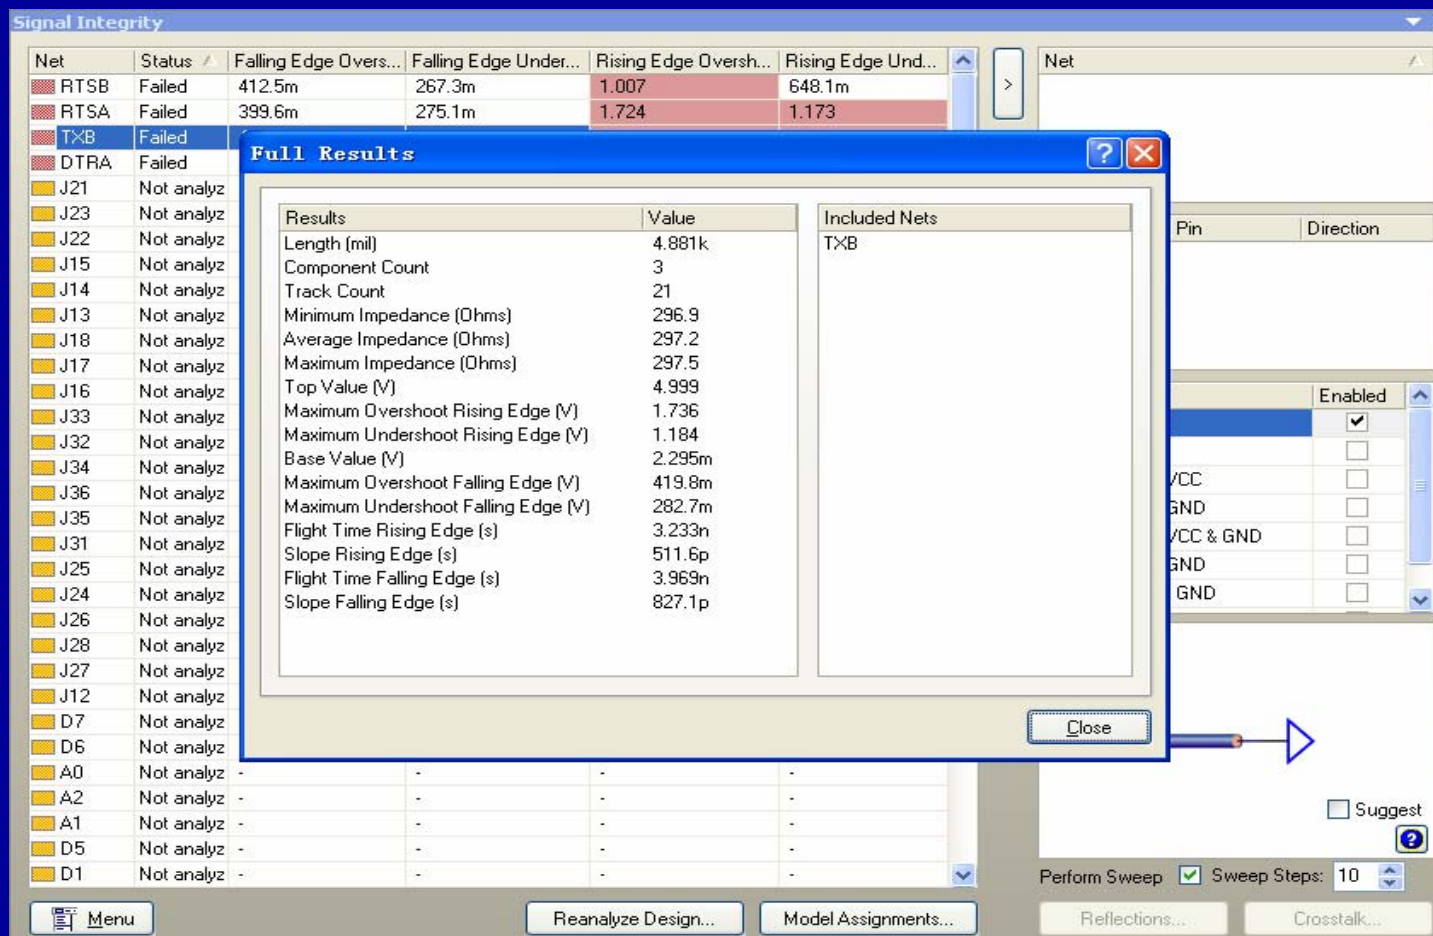 Signal Integrity
Net Status Falling Edge Overs... Falling Edge Under... Rising Edge Oversh... Rising Edge Und...
RTSB Failed 412.5m 267.3m 1.007 648.1m
RTSA Failed 399.6m 275.1m 1.724 1.173
TXB Failed
DTRA Failed
J21 Not analyz
J23 Not analyz
J22 Not analyz
J15 Not analyz
J14 Not analyz
J13 Not analyz
J18 Not analyz
J17 Not analyz
J16 Not analyz
J33 Not analyz
J32 Not analyz
J34 Not analyz
J36 Not analyz
J35 Not analyz
J31 Not analyz
J25 Not analyz
J24 Not analyz
J26 Not analyz
J28 Not analyz
J27 Not analyz
J12 Not analyz
D7 Not analyz
D6 Not analyz
A0 Not analyz - - - -
A2 Not analyz - - - -
A1 Not analyz - - - -
D5 Not analyz - - - -
D1 Not analyz - - - -
Menu Reanalyze Design... Model Assignments...
Full Results
Results Value
Length (mil) 4.881k
Component Count 3
Track Count 21
Minimum Impedance (Ohms) 296.9
Average Impedance (Ohms) 297.2
Maximum Impedance (Ohms) 297.5
Top Value (V) 4.999
Maximum Overshoot Rising Edge (V) 1.736
Maximum Undershoot Rising Edge (V) 1.184
Base Value (V) 2.295m
Maximum Overshoot Falling Edge (V) 419.8m
Maximum Undershoot Falling Edge (V) 282.7m
Flight Time Rising Edge (s) 3.233n
Slope Rising Edge (s) 511.6p
Flight Time Falling Edge (s) 3.969n
Slope Falling Edge (s) 827.1p
Included Nets
TXB
Close
>
Net
Pin Direction
Enabled
VCC
GND
VCC & GND
GND
GND
Suggest
Perform Sweep Sweep Steps: 10
Reflections... Crosstalk...